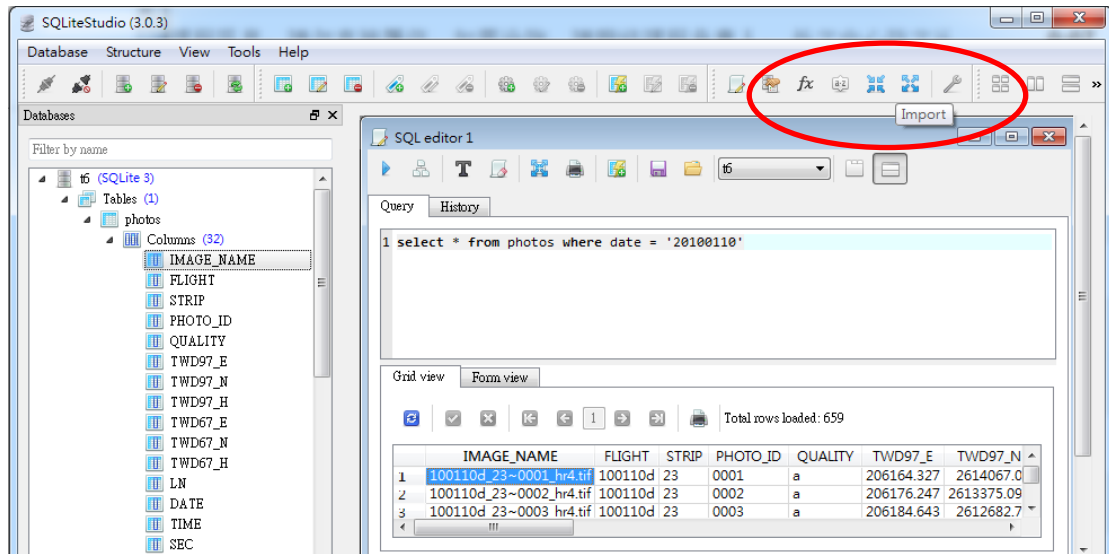 SQLiteStudio (3.0.3)
Database Structure View Tools Help
Import
Databases
Filter by name
t6 (SQLite 3)
Tables (1)
photos
Columns (32)
IMAGE_NAME
FLIGHT
STRIP
PHOTO_ID
QUALITY
TWD97_E
TWD97_N
TWD97_H
TWD67_E
TWD67_N
TWD67_H
LN
DATE
TIME
SEC
SQL editor 1
t6
Query History
1 select * from photos where date = '20100110'
Grid view Form view
1 Total rows loaded: 659
IMAGE_NAME FLIGHT STRIP PHOTO_ID QUALITY TWD97_E TWD97_N
1 100110d_23~0001_hr4.tif 100110d 23 0001 a 206164.327 2614067.0
2 100110d_23~0002_hr4.tif 100110d 23 0002 a 206176.247 2613375.09
3 100110d_23~0003_hr4.tif 100110d 23 0003 a 206184.643 2612682.7